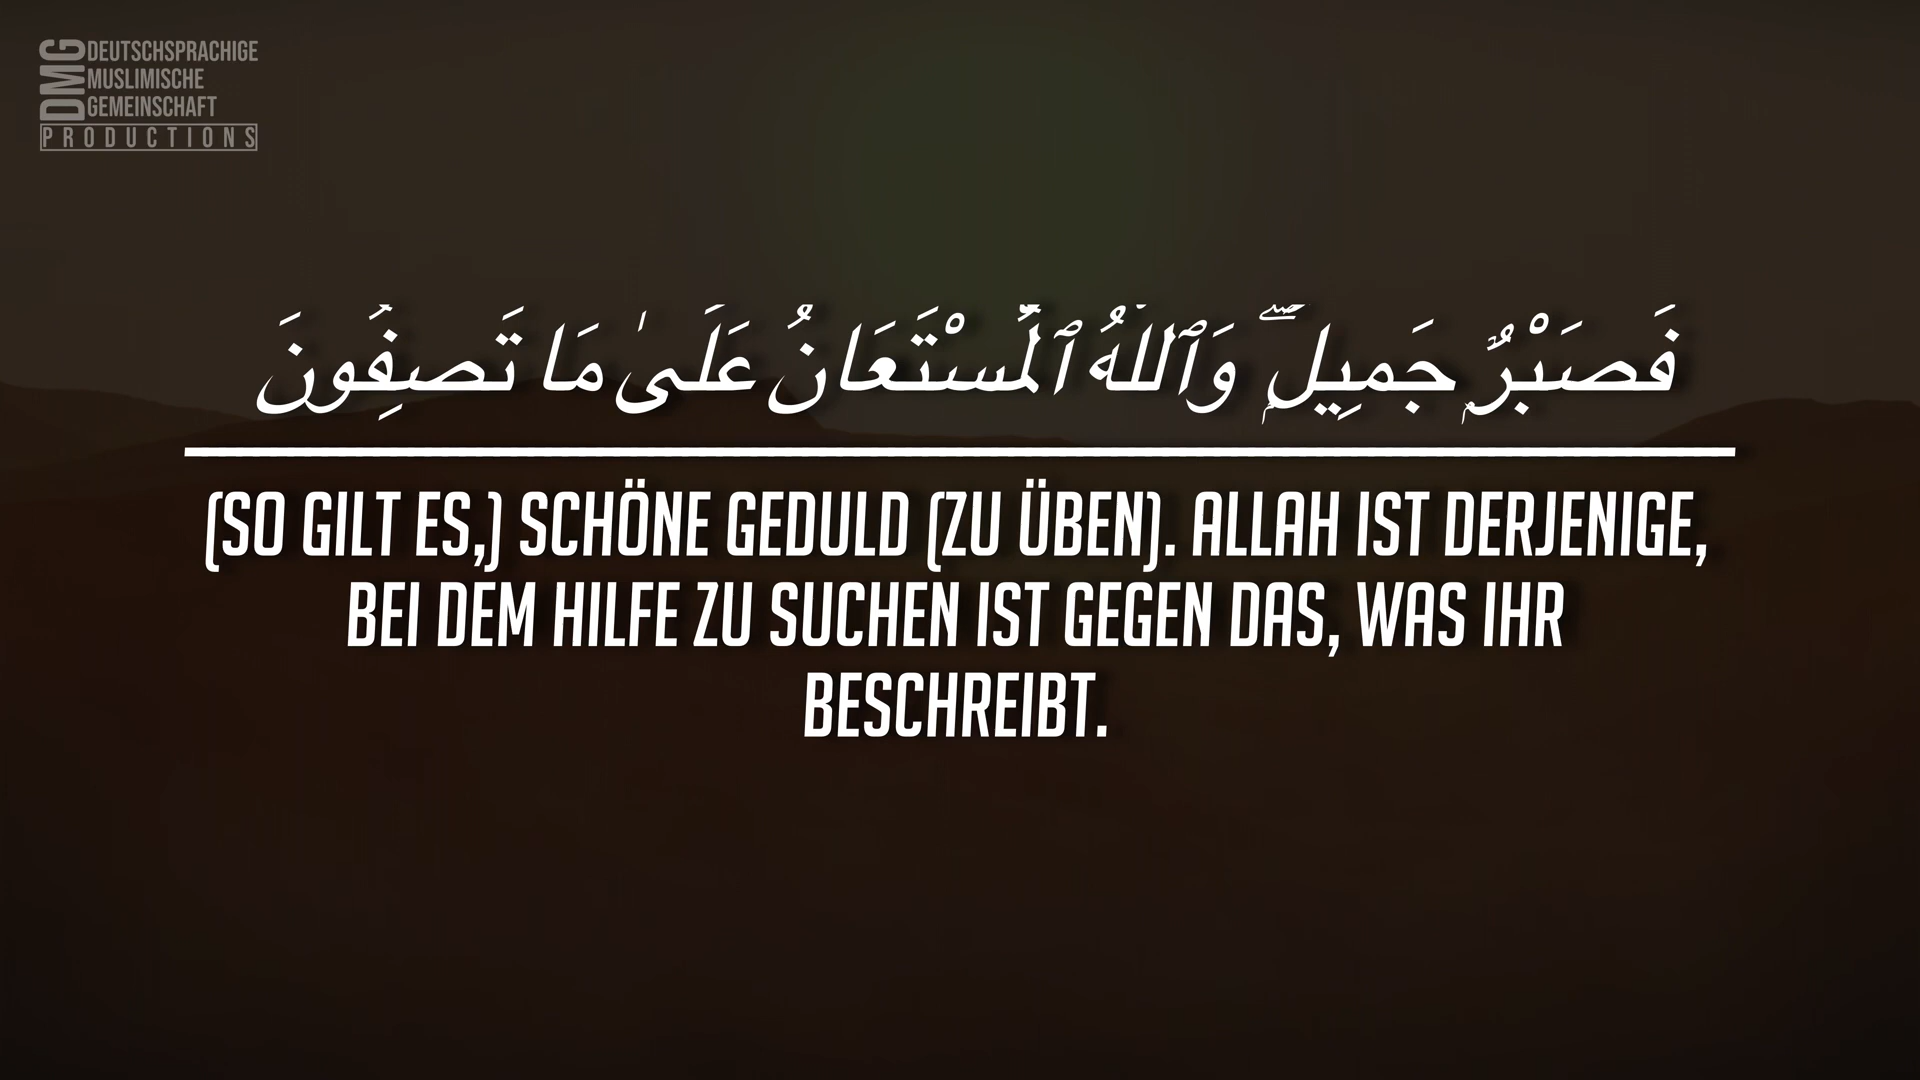 DMG
DEUTSCHSPRACHIGE
MUSLIMISCHE
GEMEINSCHAFT
PRODUCTIONS
فَصَبْرٌ جَمِيلٌ ۖ وَٱللَّهُ ٱلْمُسْتَعَانُ عَلَىٰ مَا تَصِفُونَ
(SO GILT ES,) SCHÖNE GEDULD (ZU ÜBEN). ALLAH IST DERJENIGE,
BEI DEM HILFE ZU SUCHEN IST GEGEN DAS, WAS IHR
BESCHREIBT.